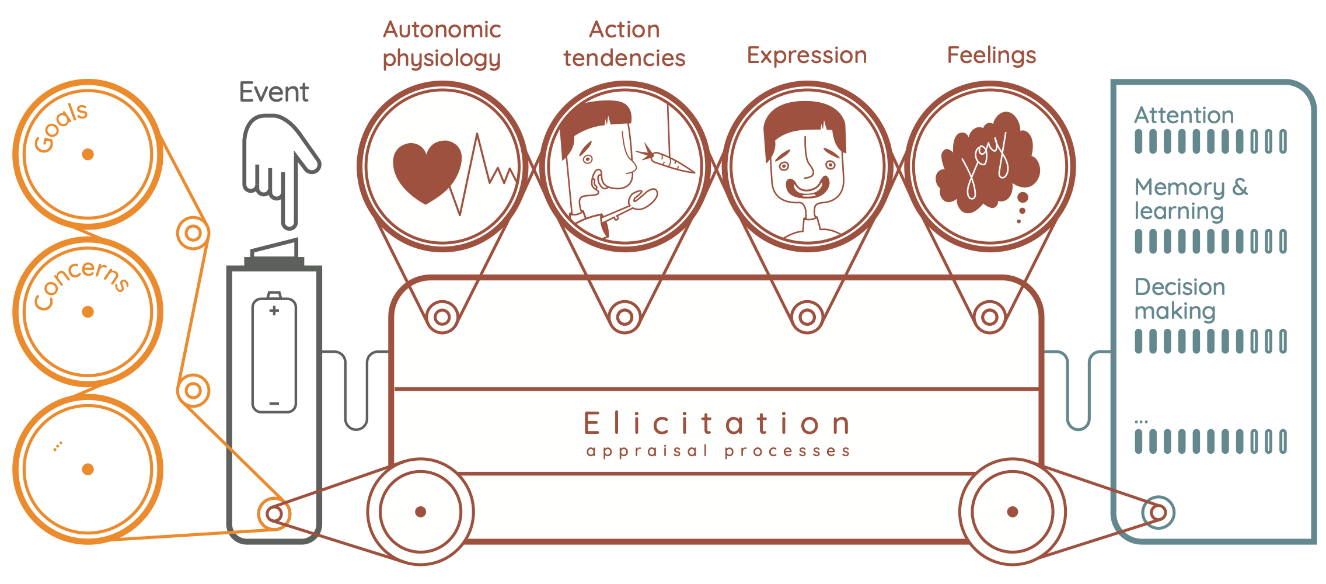 Goals
Concerns
...
Event
+
−
Autonomic
physiology
Action
tendencies
Expression
Feelings
joy
Elicitation
appraisal processes
Attention
Memory &
learning
Decision
making
...